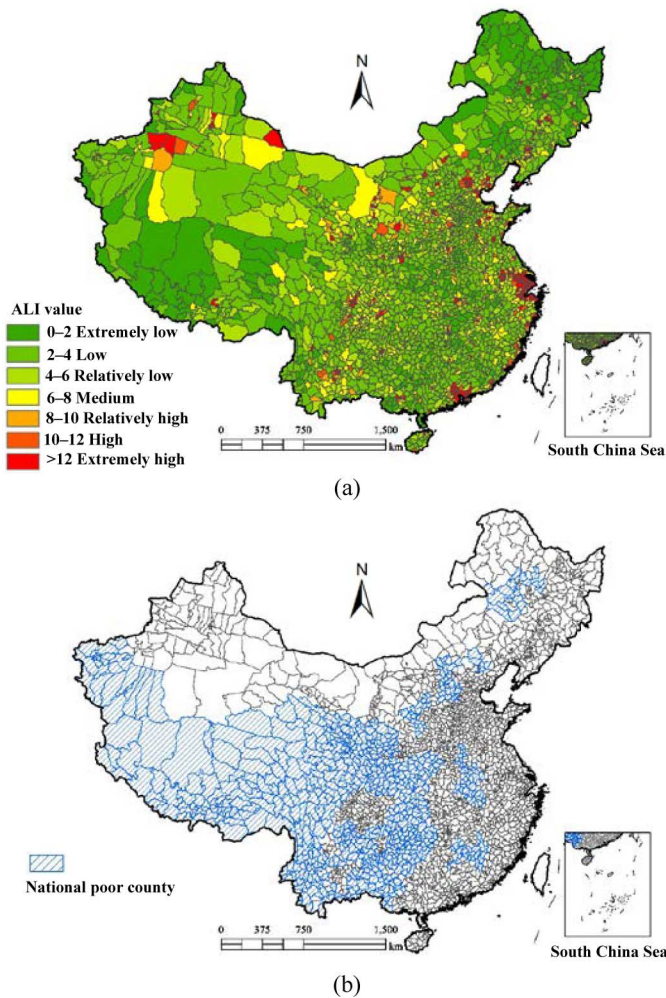 N
ALI value
0–2 Extremely low
2–4 Low
4–6 Relatively low
6–8 Medium
8–10 Relatively high
10–12 High
>12 Extremely high
0 375 750 1,500
km
South China Sea
(a)
N
National poor county
0 375 750 1,500
km
South China Sea
(b)